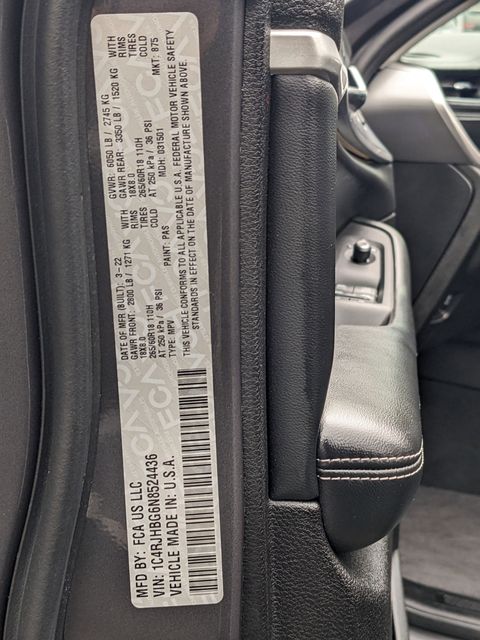 MFD BY: FCA US LLC
DATE OF MFR (BUILT): 3-22
GVWR: 6050 LB / 2745 KG
GAWR FRONT: 2800 LB / 1271 KG WITH
18X8.0 RIMS
265/60R18 110H TIRES
AT 250 kPa / 36 PSI COLD
GAWR REAR: 3350 LB / 1520 KG WITH
18X8.0 RIMS
265/60R18 110H TIRES
AT 250 kPa / 36 PSI COLD
VIN: 1C4RJHBG6N8524436
TYPE: MPV PAINT: PAS MDH: 031501 MKT: 875
VEHICLE MADE IN: U.S.A.
THIS VEHICLE CONFORMS TO ALL APPLICABLE U.S.A. FEDERAL MOTOR VEHICLE SAFETY
STANDARDS IN EFFECT ON THE DATE OF MANUFACTURE SHOWN ABOVE.